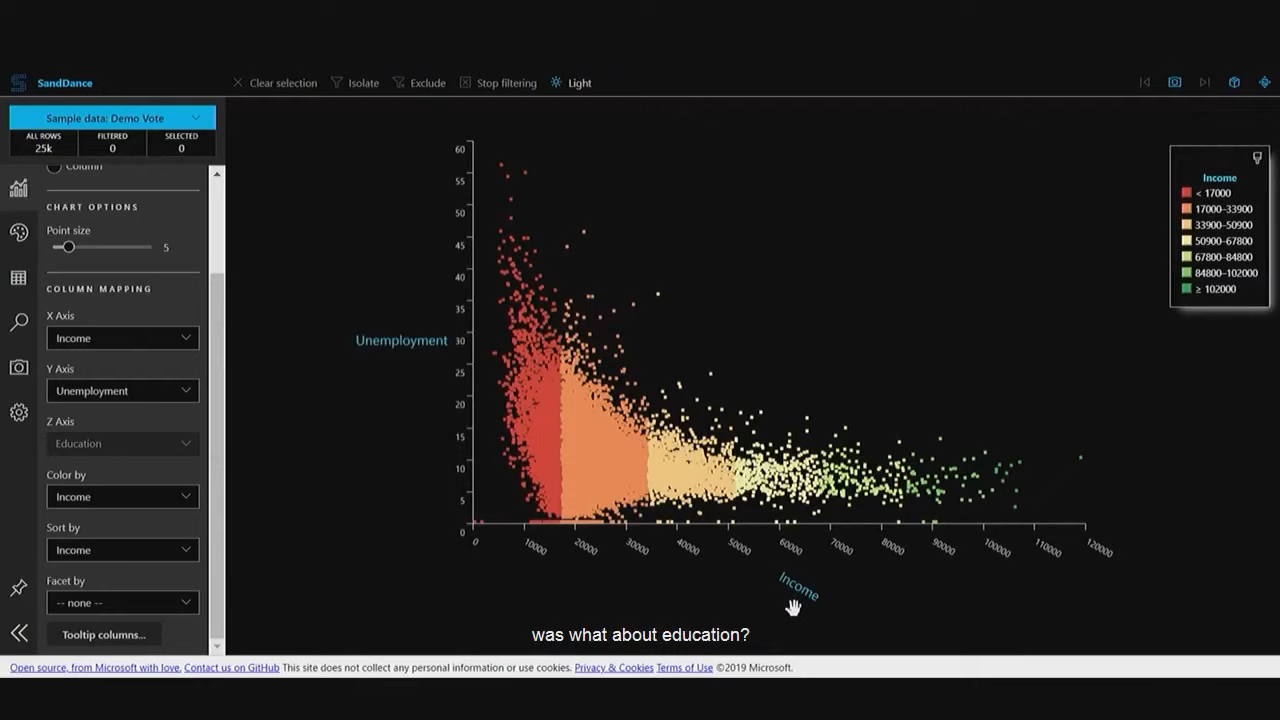 SandDance
Clear selection
Isolate
Exclude
Stop filtering
Light
Sample data: Demo Vote
ALL ROWS
25k
FILTERED
0
SELECTED
0
Column
CHART OPTIONS
Point size
5
COLUMN MAPPING
X Axis
Income
Y Axis
Unemployment
Z Axis
Education
Color by
Income
Sort by
Income
Facet by
-- none --
Tooltip columns...
Unemployment
60
55
50
45
40
35
30
25
20
15
10
5
0
0
10000
20000
30000
40000
50000
60000
70000
80000
90000
100000
110000
120000
Income
Income
< 17000
17000–33900
33900–50900
50900–67800
67800–84800
84800–102000
≥ 102000
was what about education?
Open source, from Microsoft with love. Contact us on GitHub This site does not collect any personal information or use cookies. Privacy & Cookies Terms of Use ©2019 Microsoft.